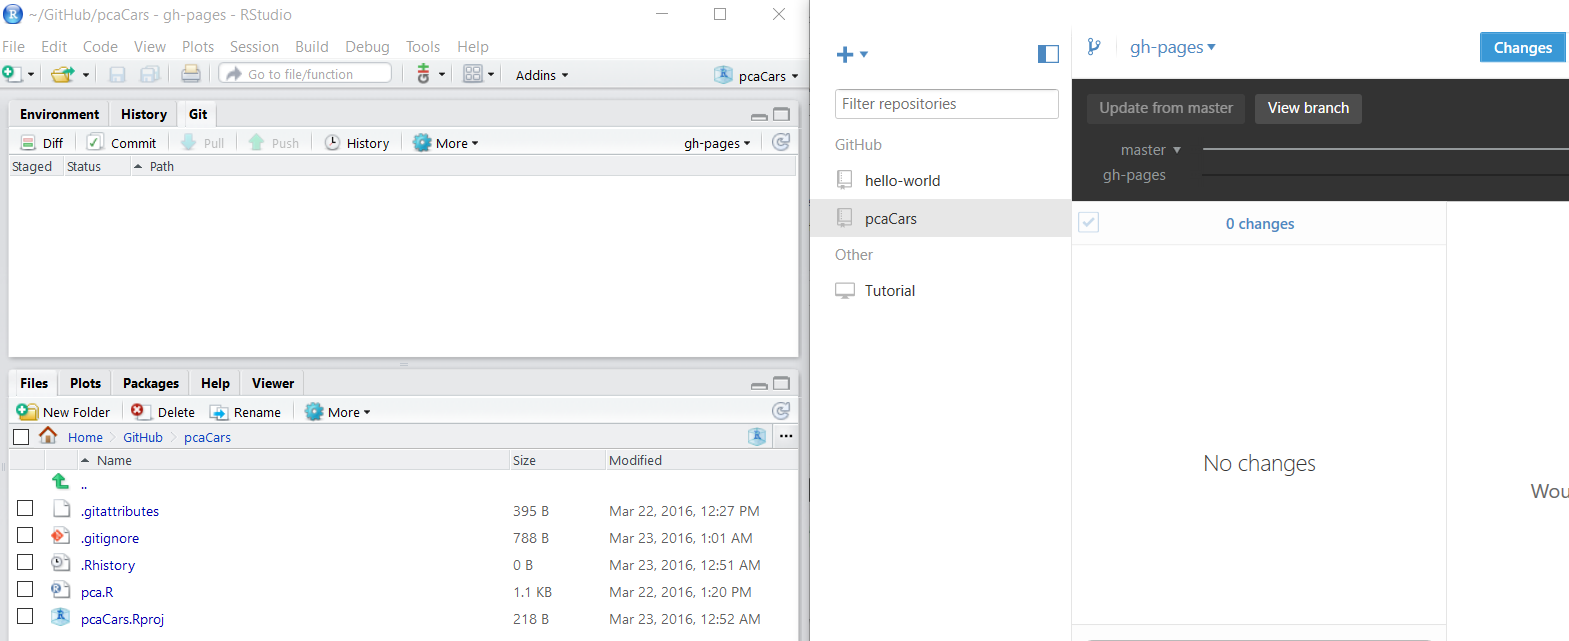 ~/GitHub/pcaCars - gh-pages - RStudio
File Edit Code View Plots Session Build Debug Tools Help
Go to file/function Addins pcaCars
Environment History Git
Diff Commit Pull Push History More gh-pages
Staged Status Path
Files Plots Packages Help Viewer
New Folder Delete Rename More
Home GitHub pcaCars ...
Name Size Modified
..
.gitattributes 395 B Mar 22, 2016, 12:27 PM
.gitignore 788 B Mar 23, 2016, 1:01 AM
.Rhistory 0 B Mar 23, 2016, 12:51 AM
pca.R 1.1 KB Mar 22, 2016, 1:20 PM
pcaCars.Rproj 218 B Mar 23, 2016, 12:52 AM
Filter repositories
GitHub
hello-world
pcaCars
Other
Tutorial
gh-pages Changes
Update from master View branch
master
gh-pages
0 changes
No changes
Wou